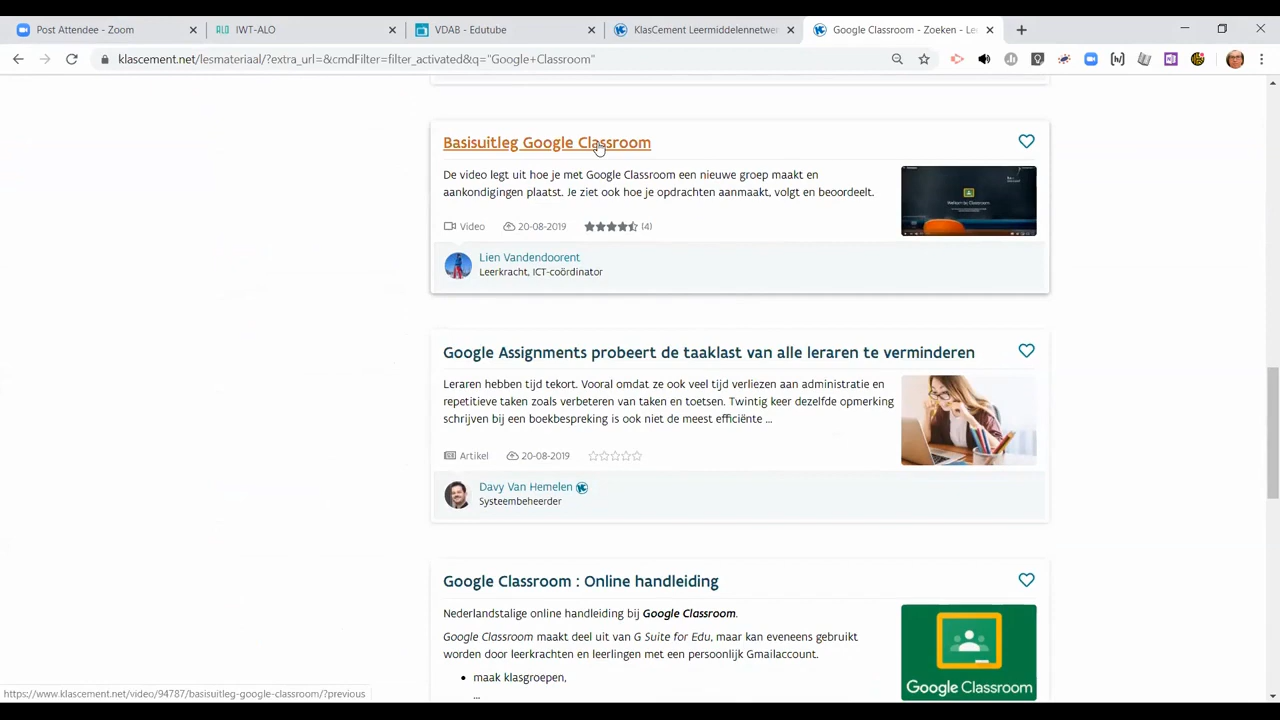 Post Attendee - Zoom
IWT-ALO
VDAB - Edutube
KlasCement Leermiddelennetwer
Google Classroom - Zoeken - Le
klascement.net/lesmateriaal/?extra_url=&cmdFilter=filter_activated&q="Google+Classroom"
Basisuitleg Google Classroom
De video legt uit hoe je met Google Classroom een nieuwe groep maakt en
aankondigingen plaatst. Je ziet ook hoe je opdrachten aanmaakt, volgt en beoordeelt.
Video 20-08-2019 (4)
Lien Vandendoorent
Leerkracht, ICT-coördinator
Google Assignments probeert de taaklast van alle leraren te verminderen
Leraren hebben tijd tekort. Vooral omdat ze ook veel tijd verliezen aan administratie en
repetitieve taken zoals verbeteren van taken en toetsen. Twintig keer dezelfde opmerking
schrijven bij een boekbespreking is ook niet de meest efficiënte ...
Artikel 20-08-2019
Davy Van Hemelen
Systeembeheerder
Google Classroom : Online handleiding
Nederlandstalige online handleiding bij Google Classroom.
Google Classroom maakt deel uit van G Suite for Edu, maar kan eveneens gebruikt
worden door leerkrachten en leerlingen met een persoonlijk Gmailaccount.
• maak klasgroepen,
...
Google Classroom
https://www.klascement.net/video/94787/basisuitleg-google-classroom/?previous